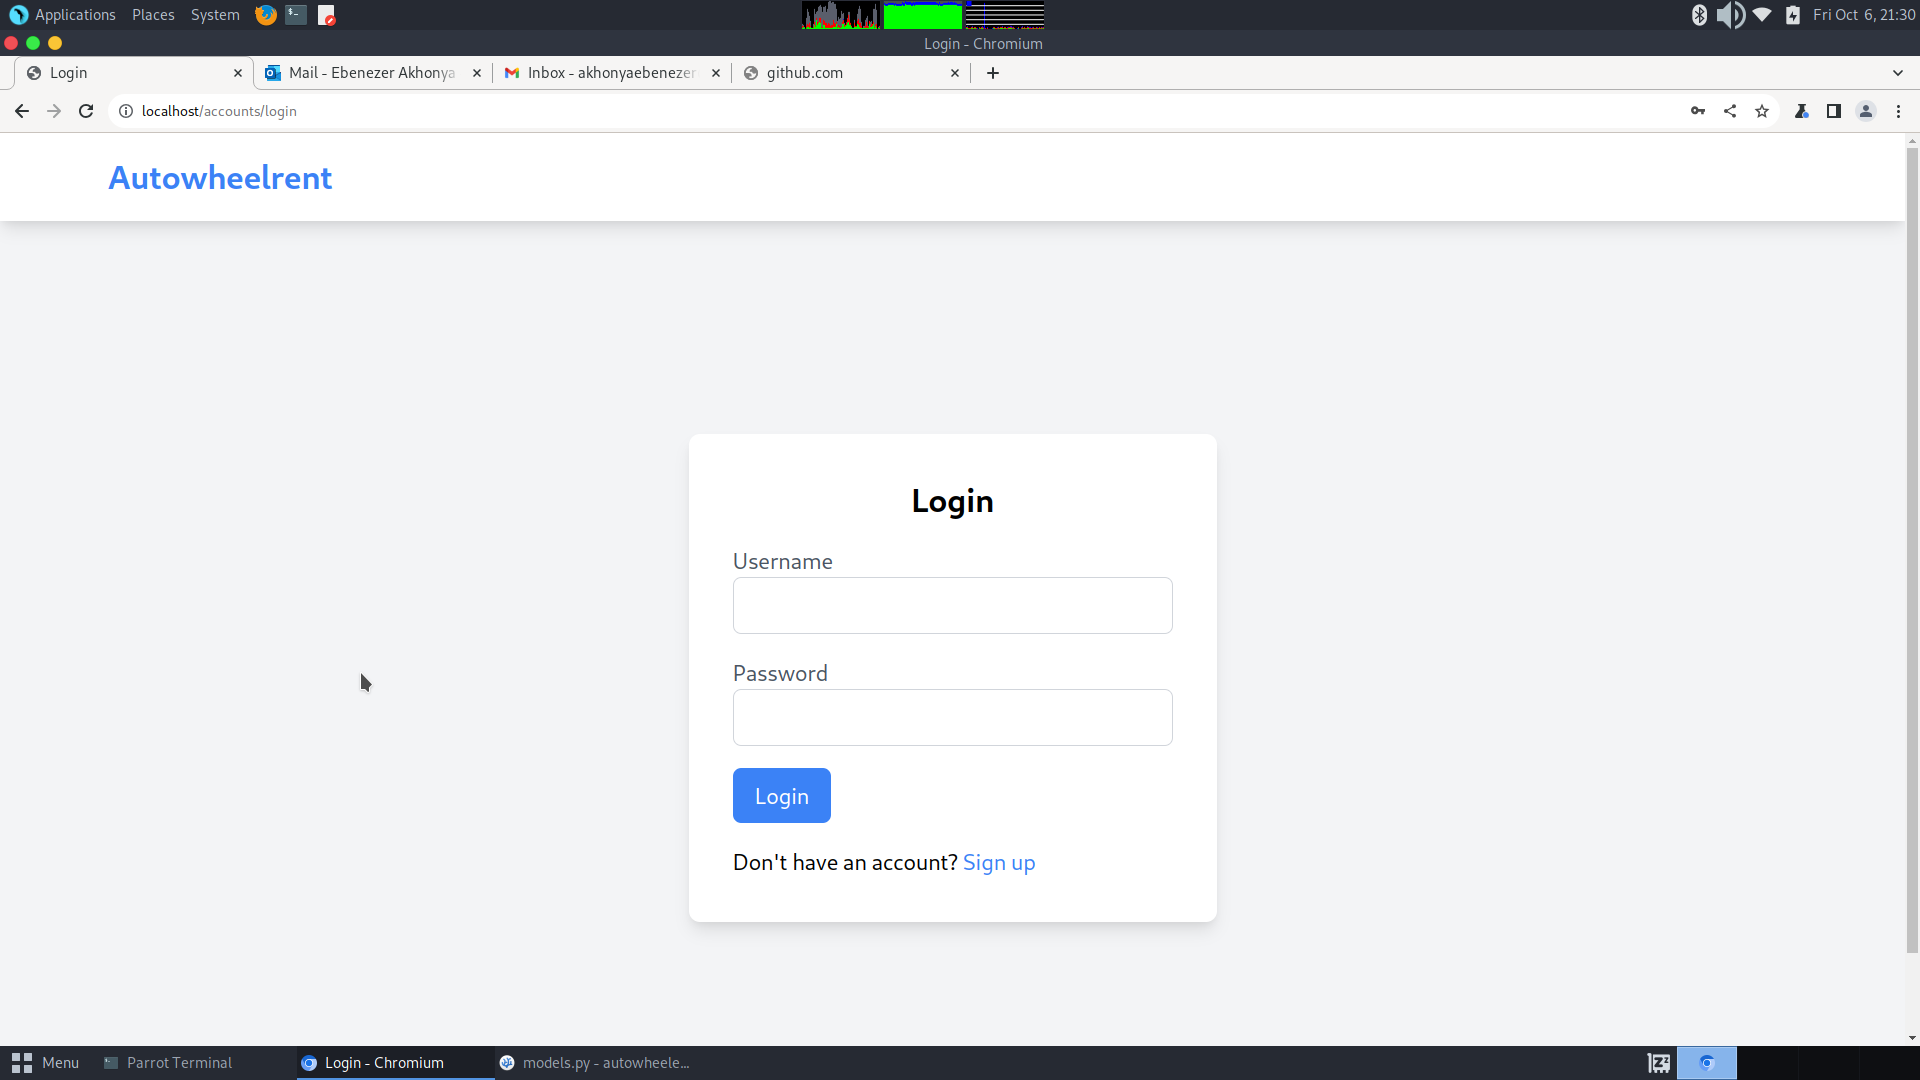 Applications Places System Fri Oct 6, 21:30
Login - Chromium
Login Mail - Ebenezer Akhonya Inbox - akhonyaebenezer github.com
localhost/accounts/login
Autowheelrent
Login
Username
Password
Login
Don't have an account? Sign up
Menu Parrot Terminal Login - Chromium models.py - autowheele...